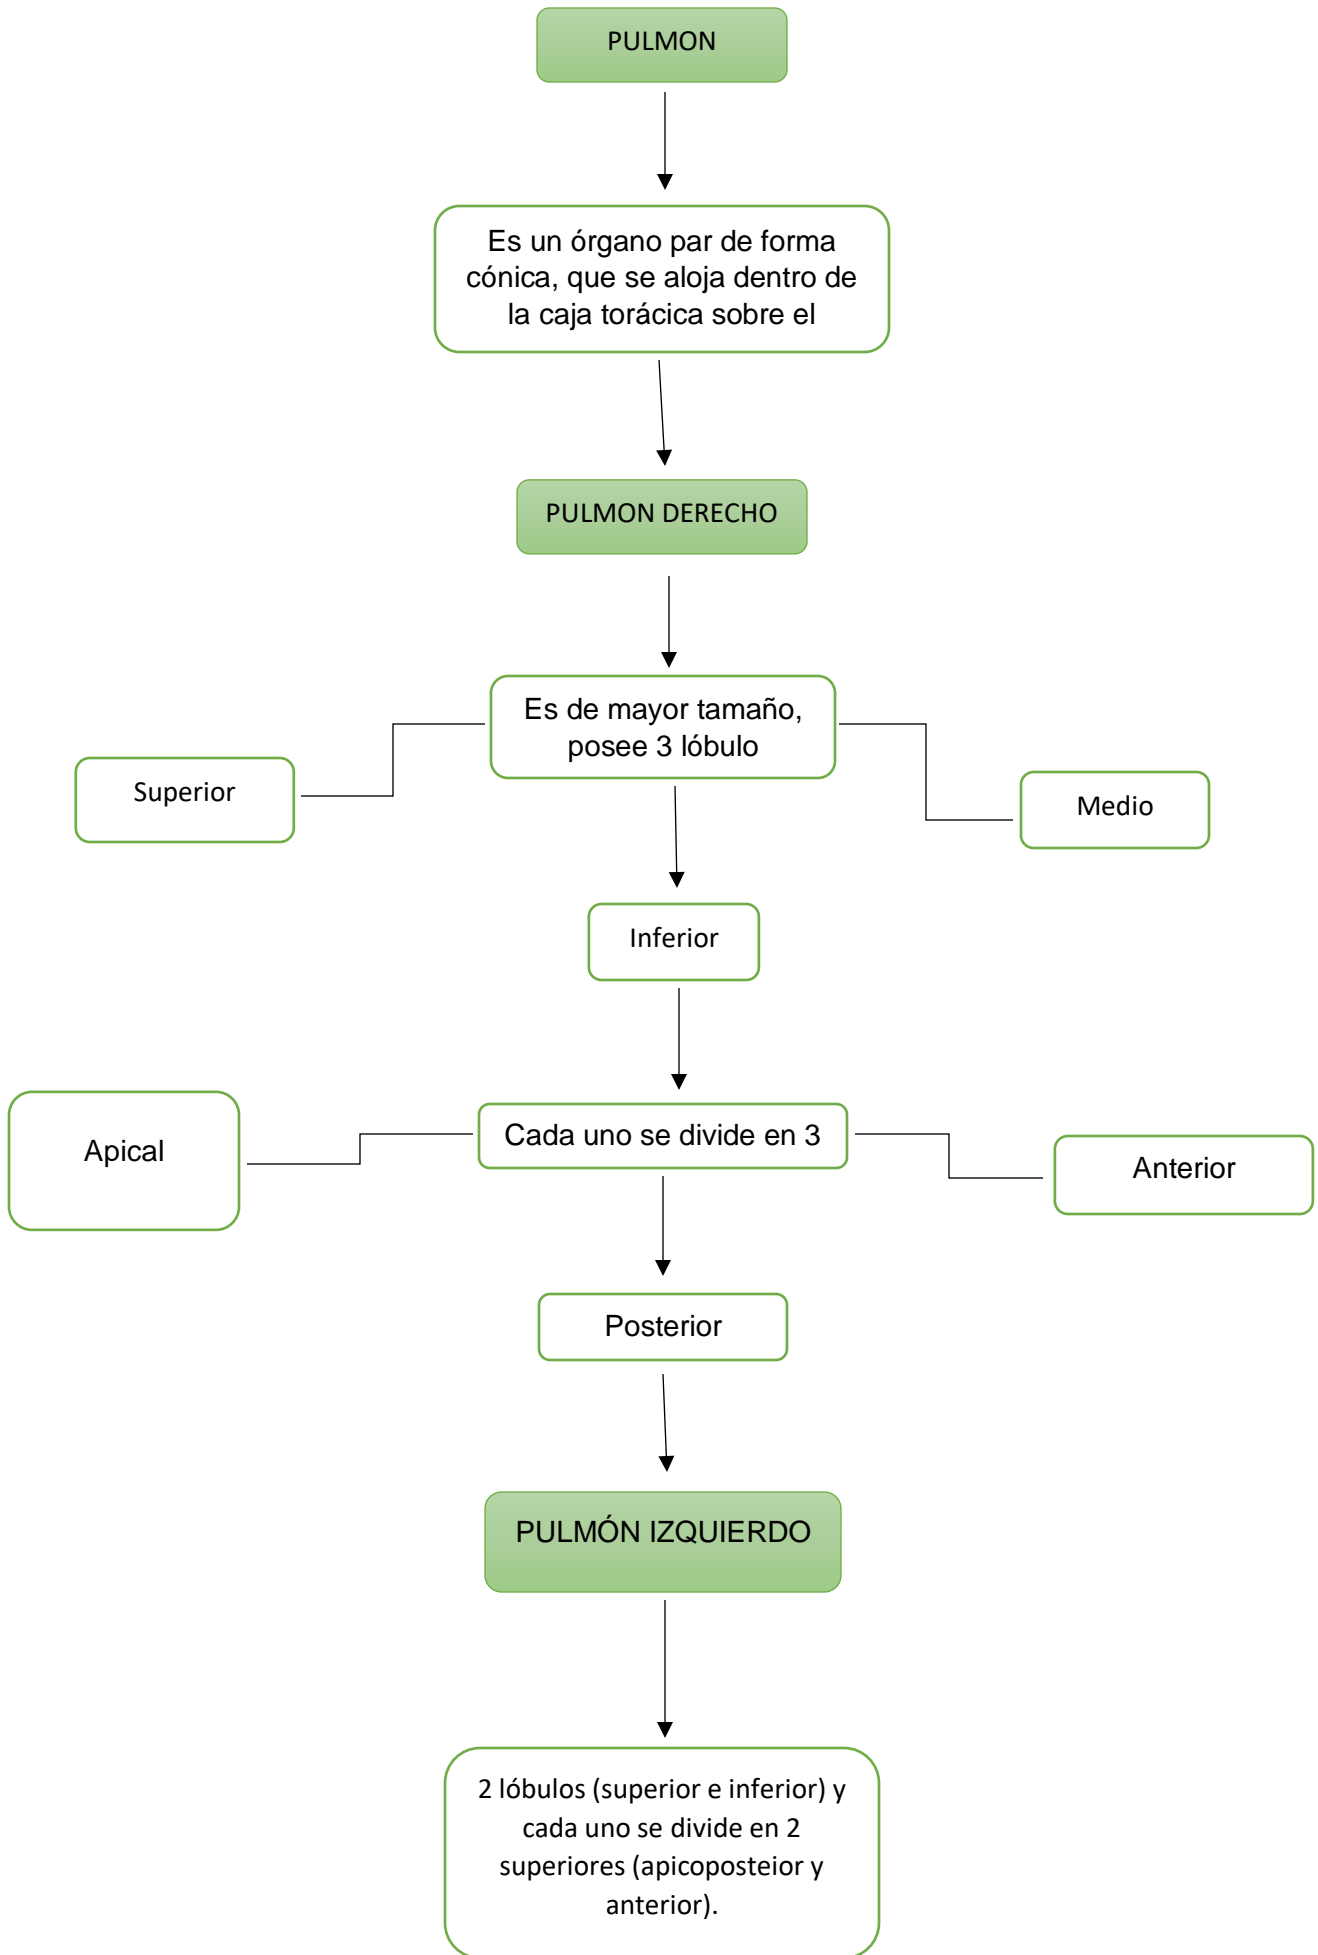 PULMON
Es un órgano par de forma
cónica, que se aloja dentro de
la caja torácica sobre el
PULMON DERECHO
Es de mayor tamaño,
posee 3 lóbulo
Superior
Medio
Inferior
Apical
Cada uno se divide en 3
Anterior
Posterior
PULMÓN IZQUIERDO
2 lóbulos (superior e inferior) y
cada uno se divide en 2
superiores (apicoposteior y
anterior).